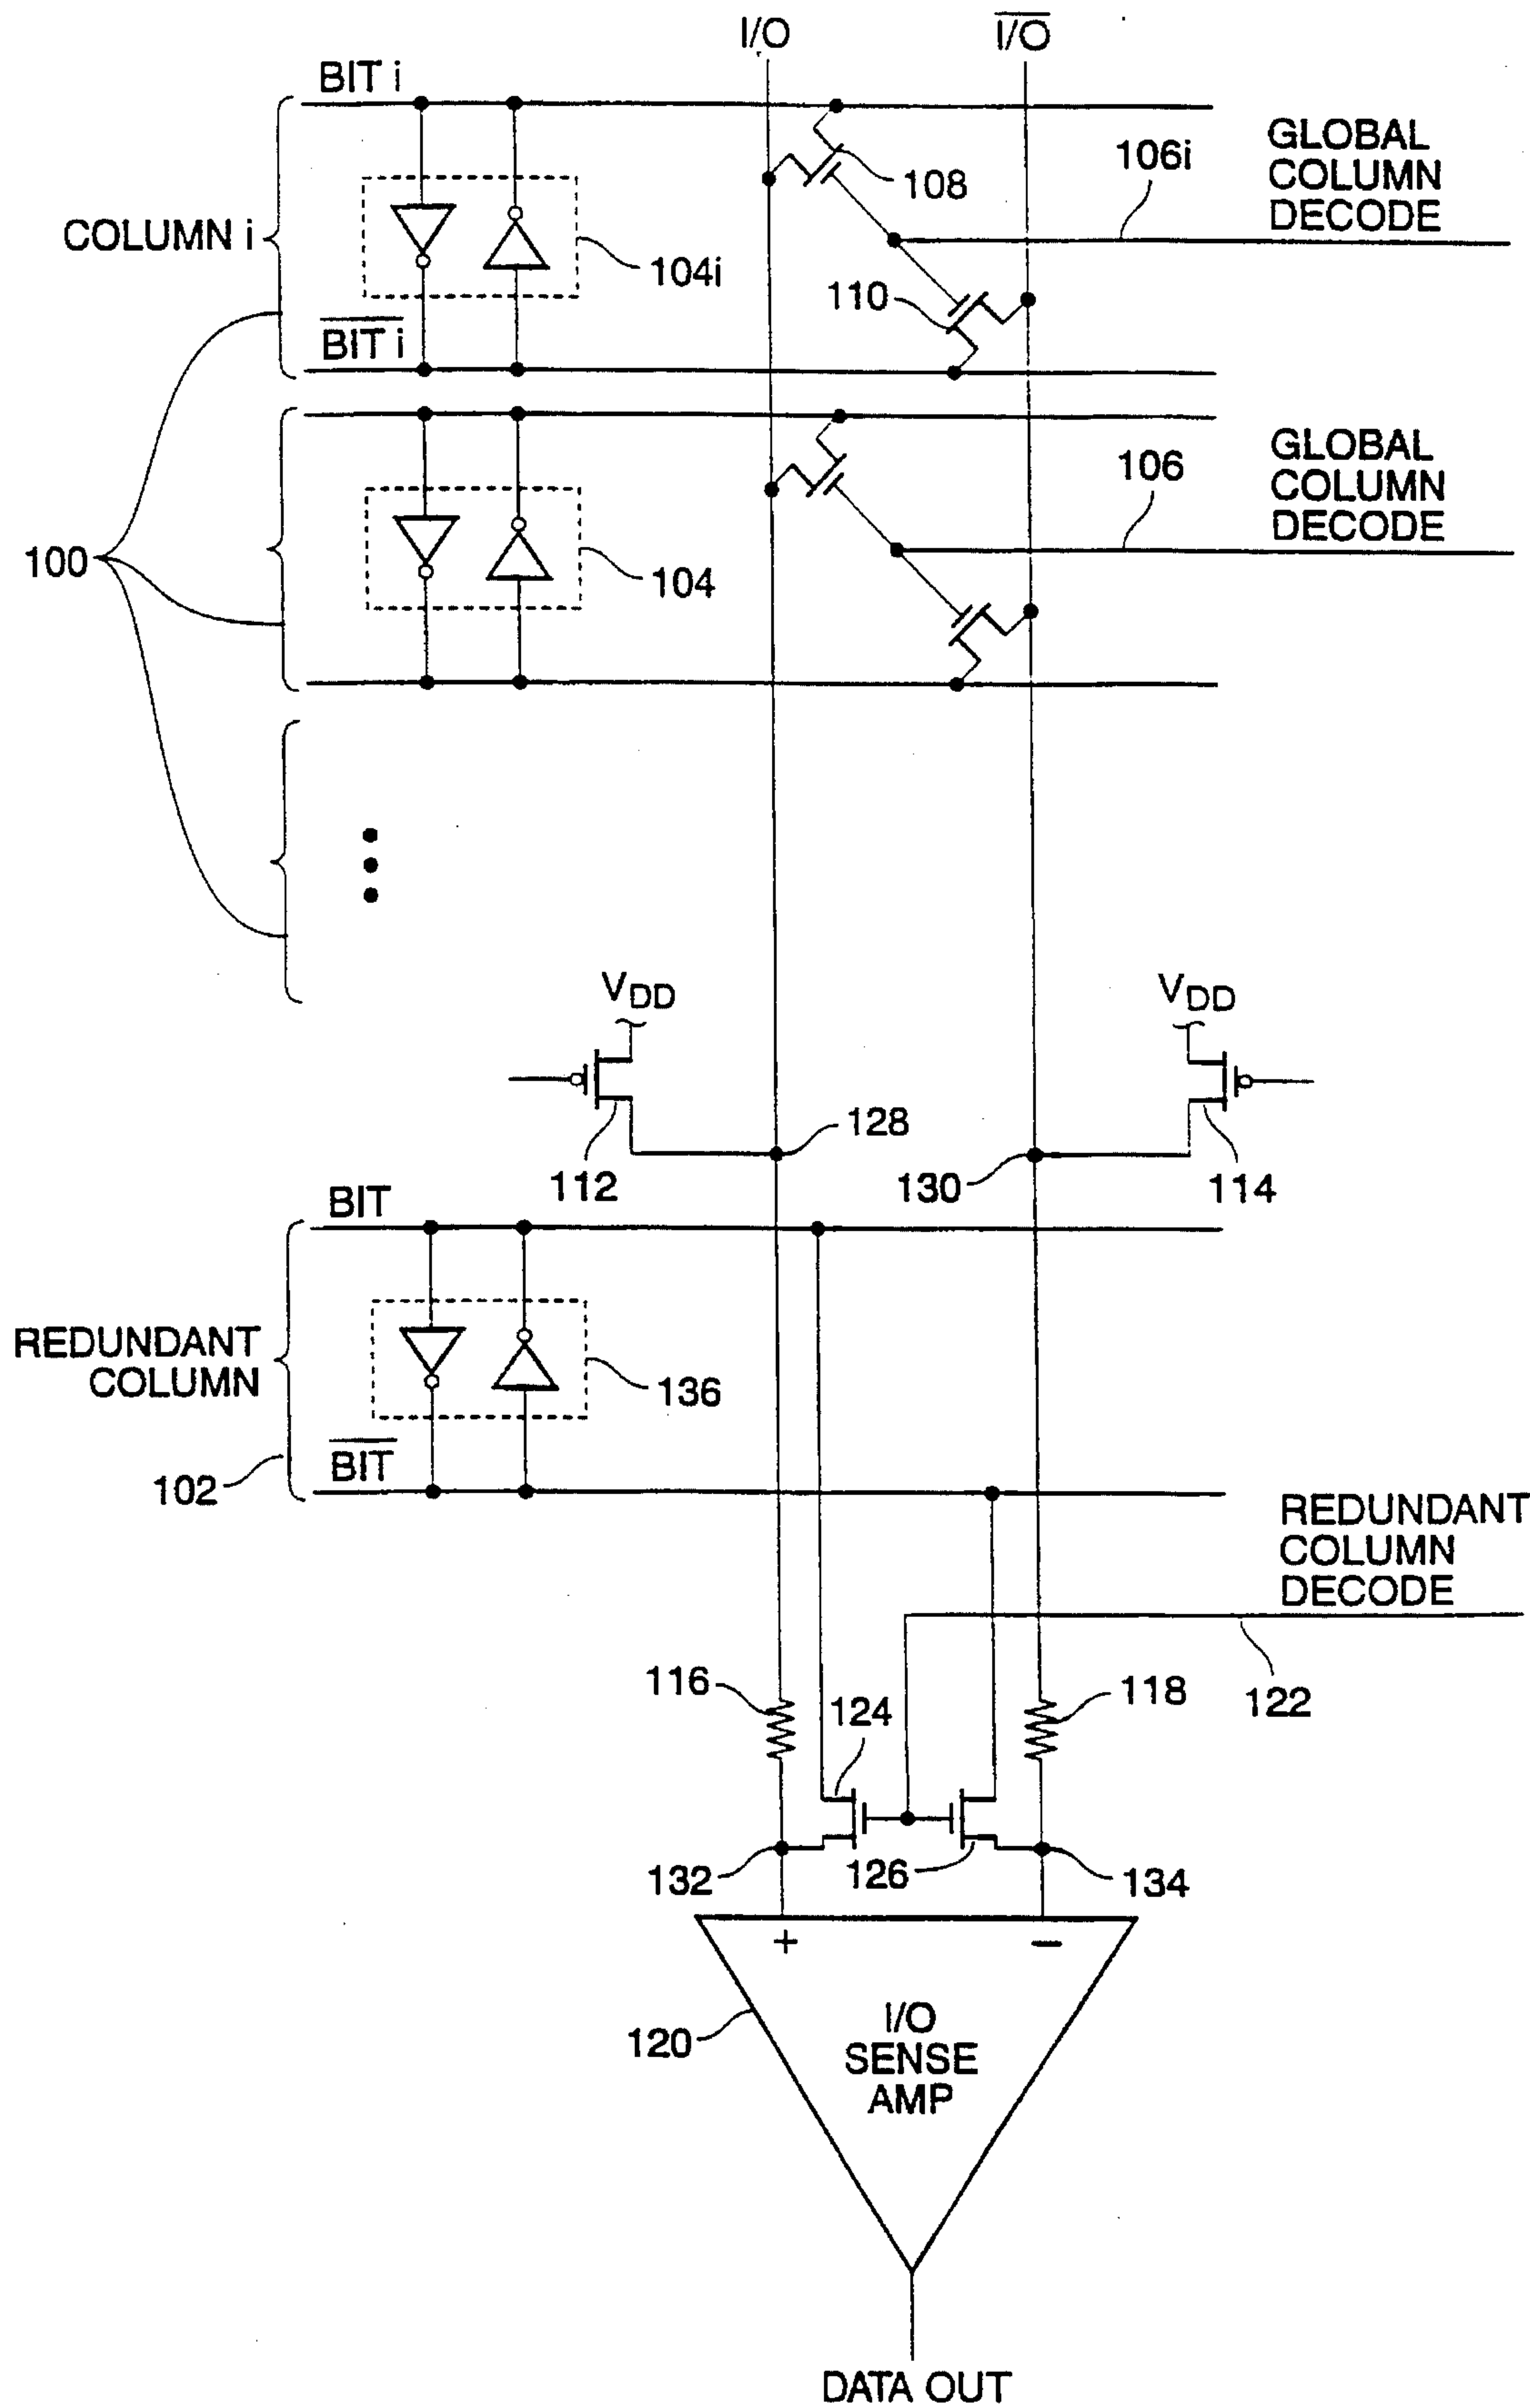 I/O
I/O
BIT i
GLOBAL
COLUMN
DECODE
106i
108
COLUMN i
104i
110
BIT i
GLOBAL
COLUMN
DECODE
106
100
104
VDD
VDD
128
112
130
114
BIT
REDUNDANT
COLUMN
136
BIT
102
REDUNDANT
COLUMN
DECODE
116
124
118
122
132
126
134
+
−
I/O
SENSE
AMP
120
DATA OUT